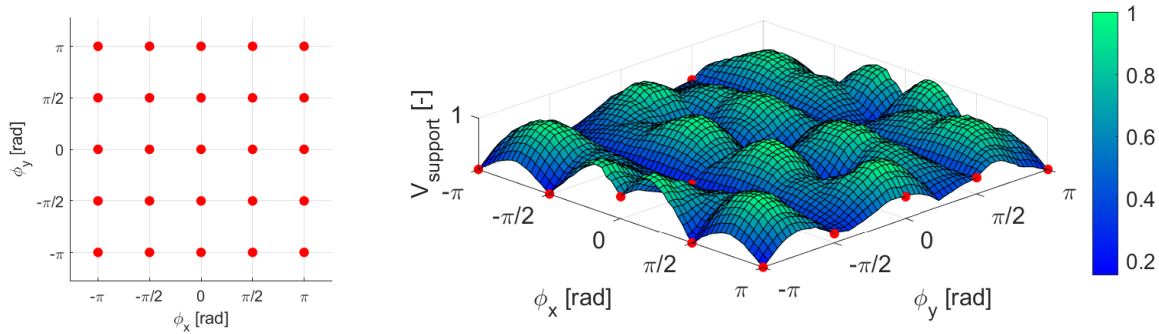 π
π/2
0
-π/2
-π
ϕy [rad]
-π
-π/2
0
π/2
π
ϕx [rad]
Vsupport [-]
1
-π
-π/2
0
π/2
π
ϕx [rad]
-π
-π/2
0
π/2
π
ϕy [rad]
1
0.8
0.6
0.4
0.2